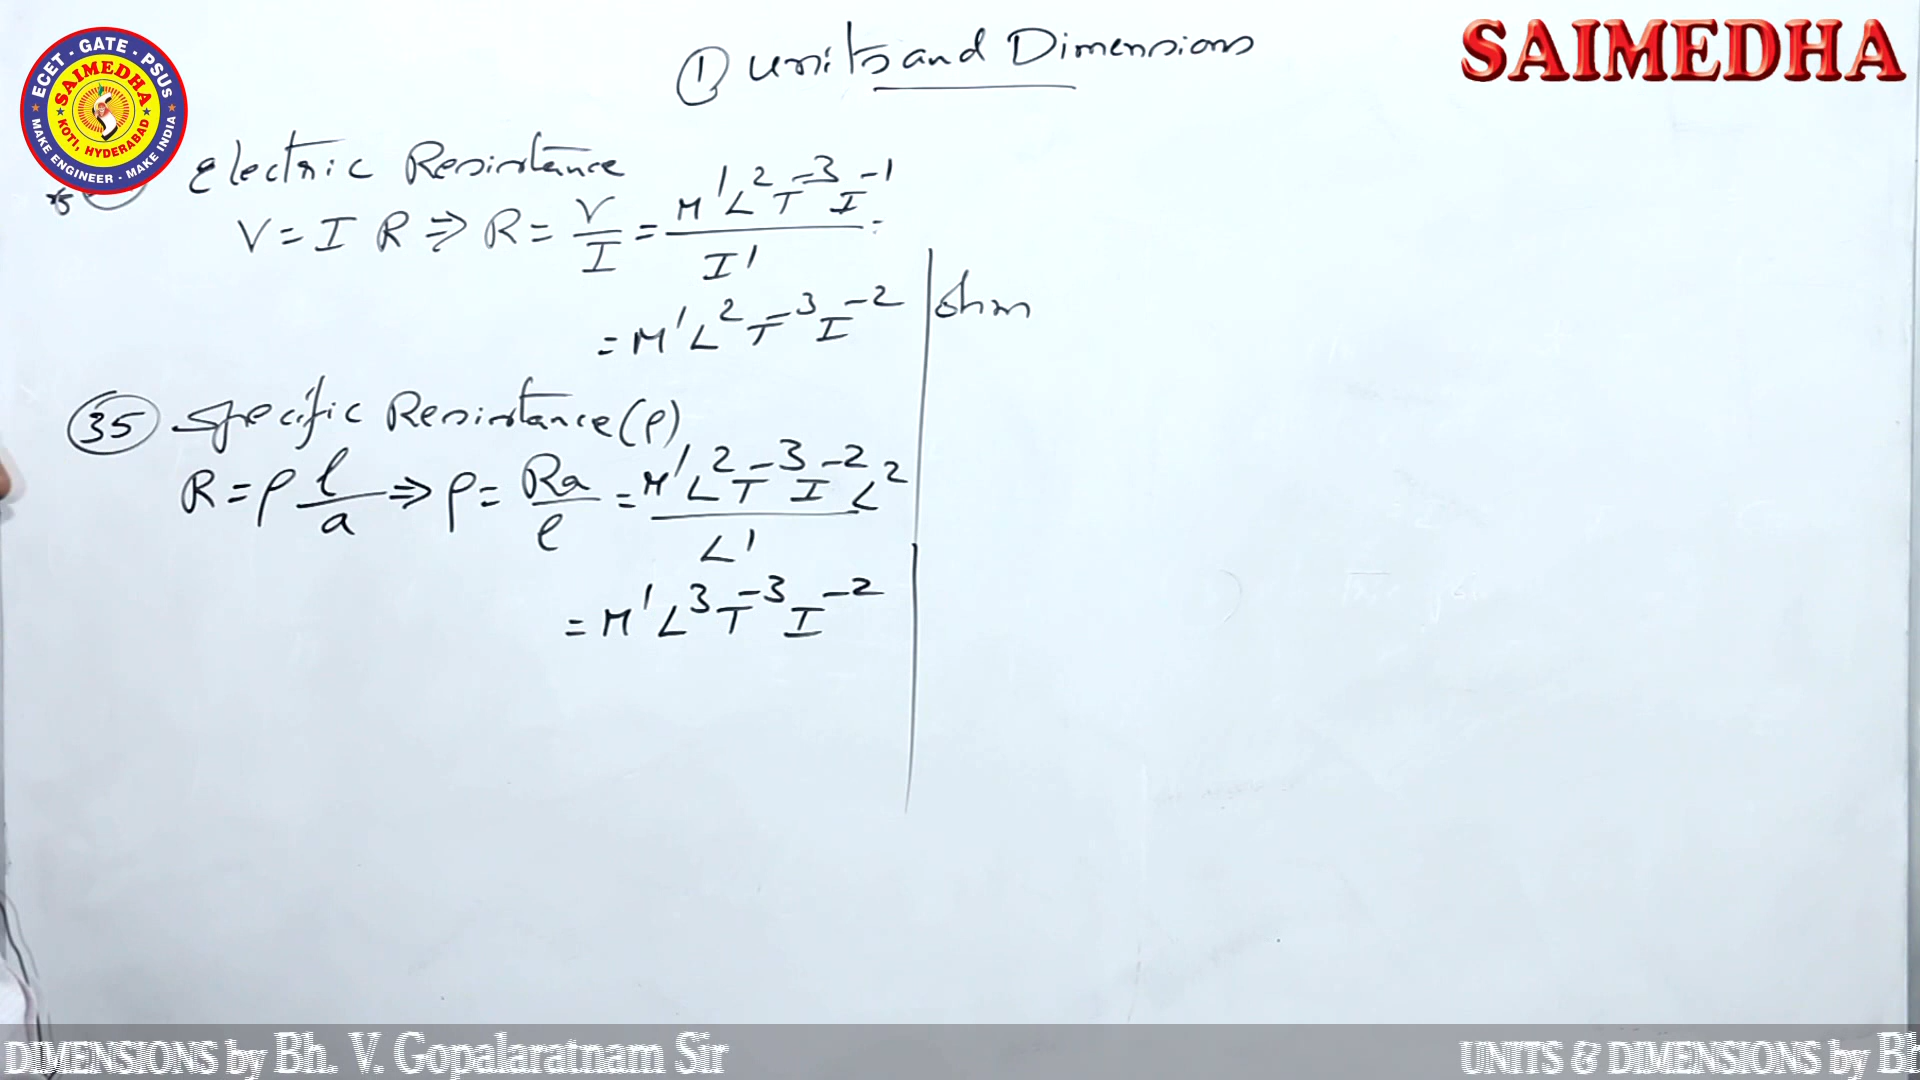 ① Units and Dimensions
SAIMEDHA
ECET · GATE · PSUS
SAIMEDHA
KOTI, HYDERABAD
MAKE ENGINEER · MAKE INDIA
Electric Resistance
V = I R ⇒ R = V/I = M¹L²T⁻³I⁻¹/I¹ =
= M¹L²T⁻³I⁻² ohm
35 Specific Resistance (ρ)
R = ρ l/a ⇒ ρ = Ra/l = M¹L²T⁻³I⁻²L²/L¹
= M¹L³T⁻³I⁻²
DIMENSIONS by Bh. V. Gopalaratnam Sir
UNITS & DIMENSIONS by Bh